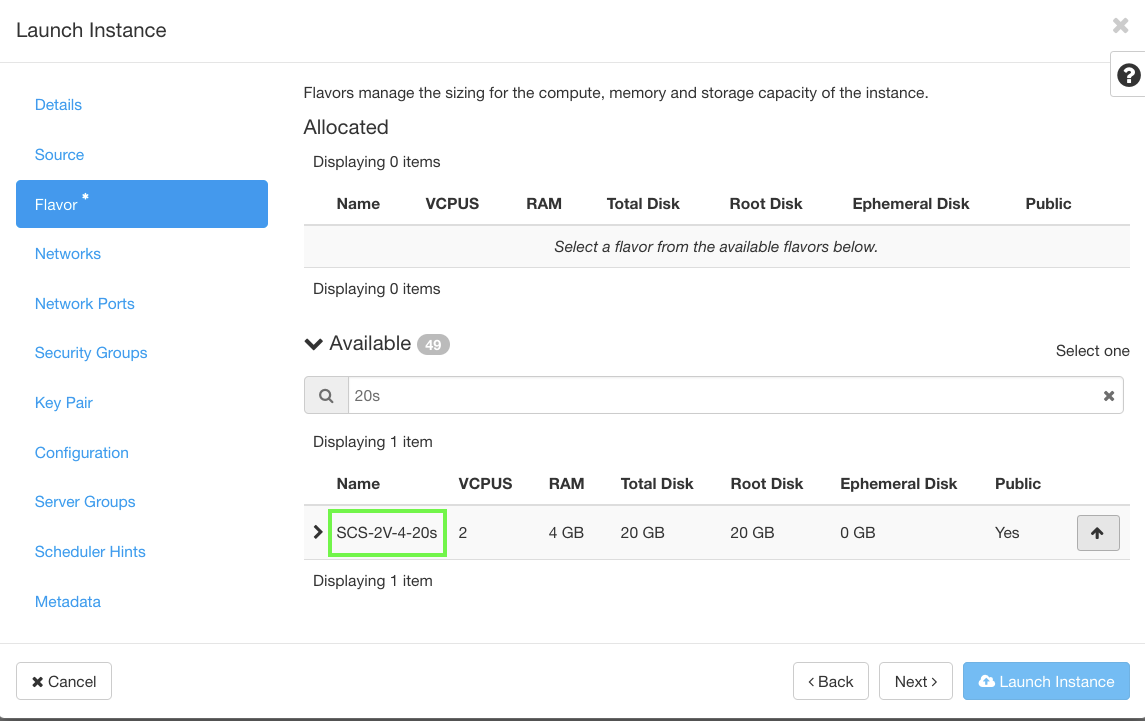 Launch Instance
Details
Source
Flavor *
Networks
Network Ports
Security Groups
Key Pair
Configuration
Server Groups
Scheduler Hints
Metadata
Flavors manage the sizing for the compute, memory and storage capacity of the instance.
Allocated
Displaying 0 items
Name VCPUS RAM Total Disk Root Disk Ephemeral Disk Public
Select a flavor from the available flavors below.
Displaying 0 items
Available 49
Select one
20s
Displaying 1 item
Name VCPUS RAM Total Disk Root Disk Ephemeral Disk Public
SCS-2V-4-20s 2 4 GB 20 GB 20 GB 0 GB Yes
Displaying 1 item
Cancel
‹ Back
Next ›
Launch Instance